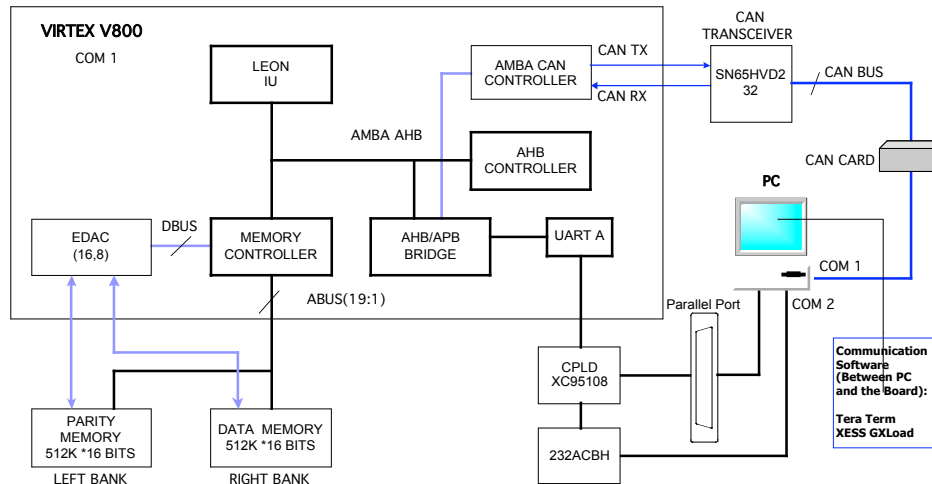 VIRTEX V800
COM 1
LEON
IU
AMBA CAN
CONTROLLER
CAN TX
CAN RX
CAN
TRANSCEIVER
SN65HVD2
32
CAN BUS
CAN CARD
AMBA AHB
AHB
CONTROLLER
PC
EDAC
(16,8)
DBUS
MEMORY
CONTROLLER
AHB/APB
BRIDGE
UART A
COM 1
COM 2
ABUS(19:1)
Parallel Port
CPLD
XC95108
Communication
Software
(Between PC
and the Board):
Tera Term
XESS GXLoad
PARITY
MEMORY
512K *16 BITS
LEFT BANK
DATA MEMORY
512K *16 BITS
RIGHT BANK
232ACBH